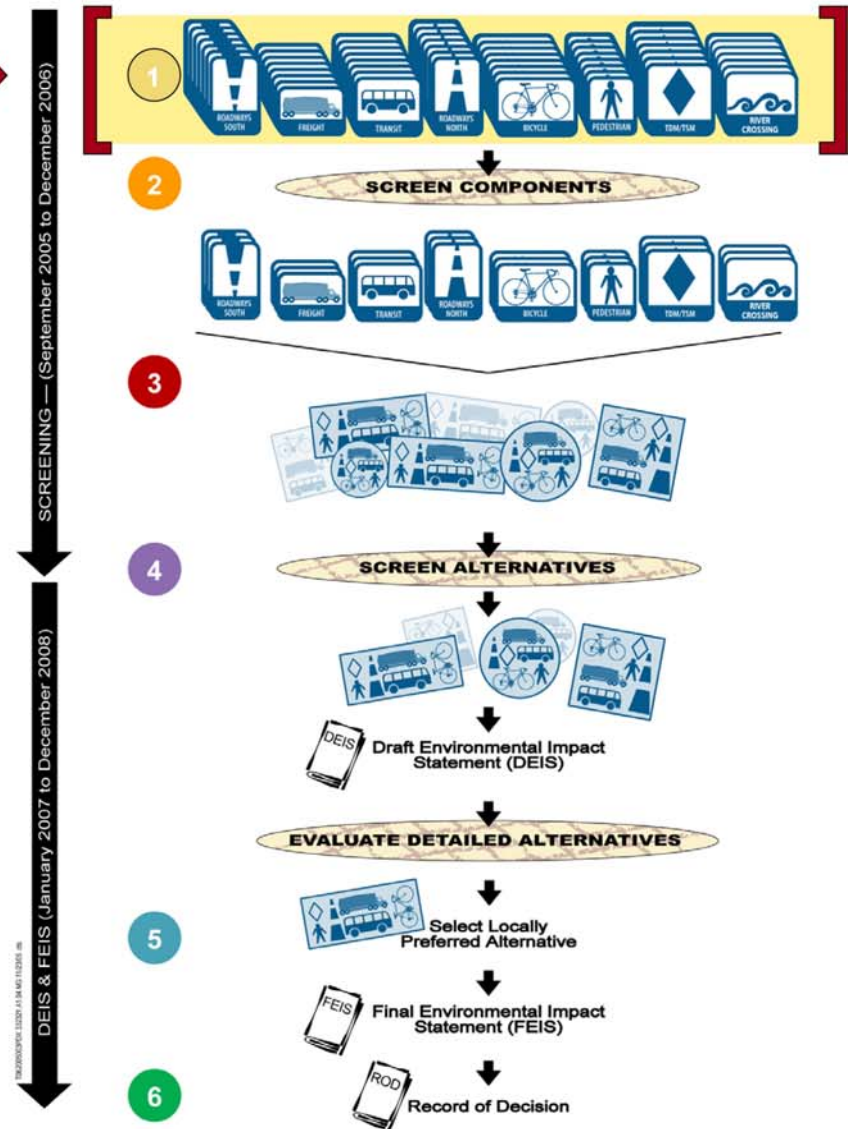 SCREENING — (September 2005 to December 2006)
1
ROADWAYS
SOUTH
FREIGHT
TRANSIT
ROADWAYS
NORTH
BICYCLE
PEDESTRIAN
TDM/TSM
RIVER
CROSSING
2
SCREEN COMPONENTS
ROADWAYS
SOUTH
FREIGHT
TRANSIT
ROADWAYS
NORTH
BICYCLE
PEDESTRIAN
TDM/TSM
RIVER
CROSSING
3
4
SCREEN ALTERNATIVES
DEIS & FEIS (January 2007 to December 2008)
DEIS
Draft Environmental Impact
Statement (DEIS)
EVALUATE DETAILED ALTERNATIVES
5
Select Locally
Preferred Alternative
FEIS
Final Environmental Impact
Statement (FEIS)
6
ROD
Record of Decision